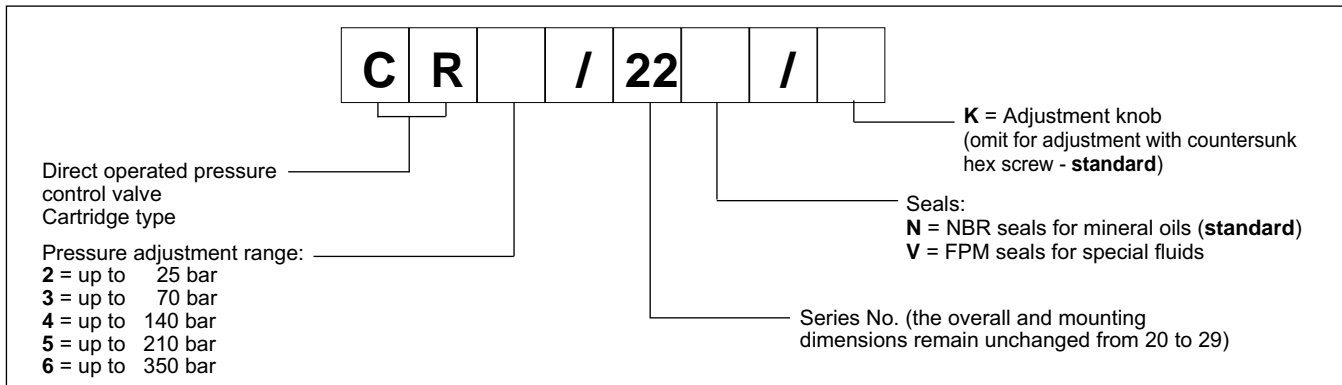 C R / 22 /
K = Adjustment knob
(omit for adjustment with countersunk
hex screw - standard)
Direct operated pressure
control valve
Cartridge type
Seals:
N = NBR seals for mineral oils (standard)
V = FPM seals for special fluids
Pressure adjustment range:
2 = up to 25 bar
3 = up to 70 bar
4 = up to 140 bar
5 = up to 210 bar
6 = up to 350 bar
Series No. (the overall and mounting
dimensions remain unchanged from 20 to 29)